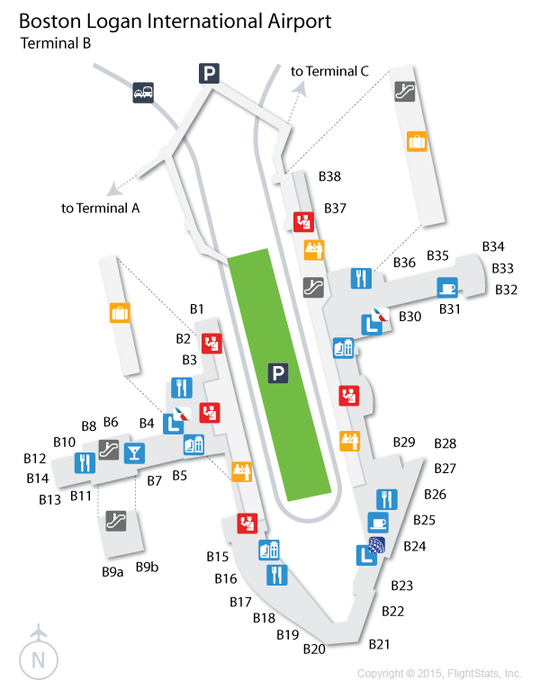 Boston Logan International Airport
Terminal B
P
to Terminal C
to Terminal A
B38
B37
B36
B35
B34
B33
B32
B31
B30
L
B1
B2
B3
P
B4
L
B6
B8
B10
B12
B14
B13
B11
B7
B5
B9a
B9b
B29
B28
B27
B26
B25
B24
L
B23
B22
B21
B20
B19
B18
B17
B16
B15
N
Copyright © 2015, FlightStats, Inc.